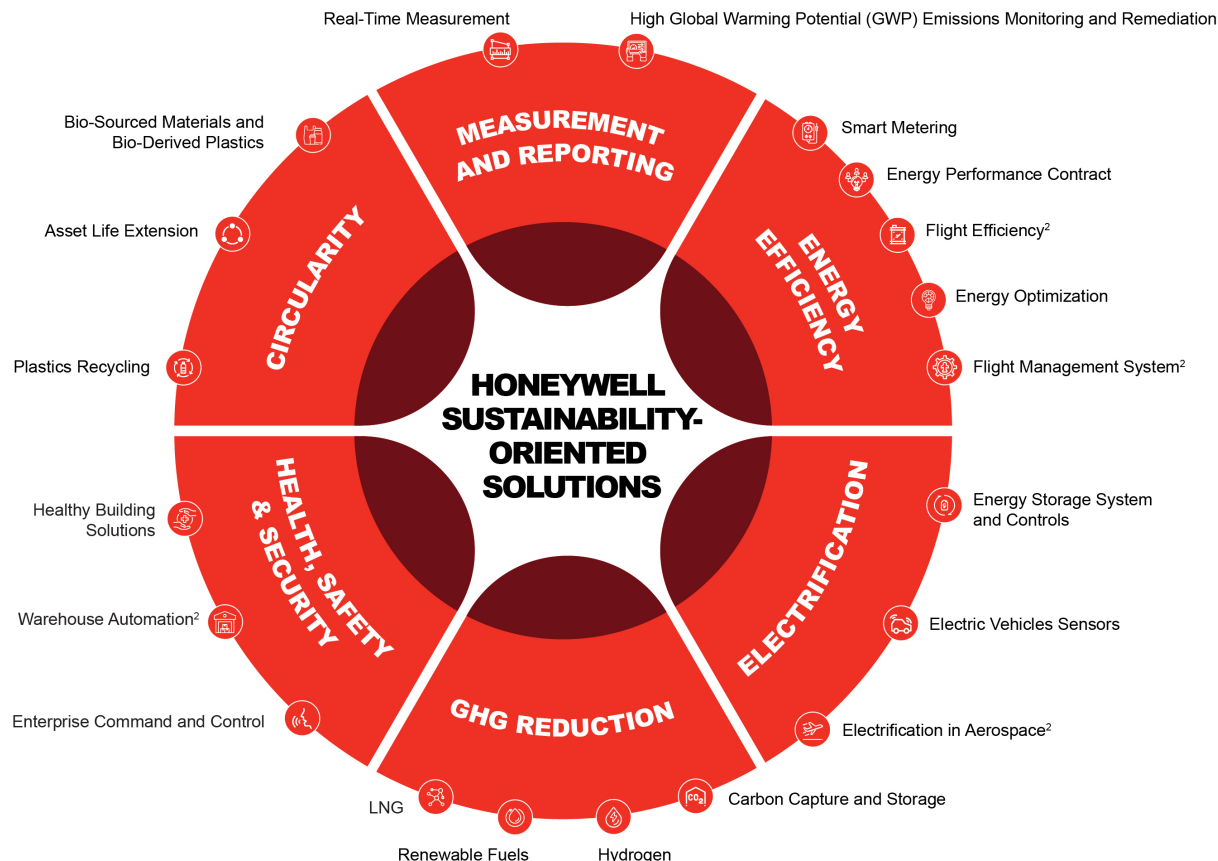 Real-Time Measurement
High Global Warming Potential (GWP) Emissions Monitoring and Remediation
MEASUREMENT
AND REPORTING
Smart Metering
Energy Performance Contract
Flight Efficiency²
Energy Optimization
Flight Management System²
ENERGY
EFFICIENCY
Energy Storage System
and Controls
Electric Vehicles Sensors
Electrification in Aerospace²
ELECTRIFICATION
Carbon Capture and Storage
CO₂
Hydrogen
Renewable Fuels
LNG
GHG REDUCTION
Enterprise Command and Control
Warehouse Automation²
Healthy Building
Solutions
HEALTH, SAFETY
& SECURITY
Plastics Recycling
Asset Life Extension
Bio-Sourced Materials and
Bio-Derived Plastics
CIRCULARITY
HONEYWELL
SUSTAINABILITY-
ORIENTED
SOLUTIONS